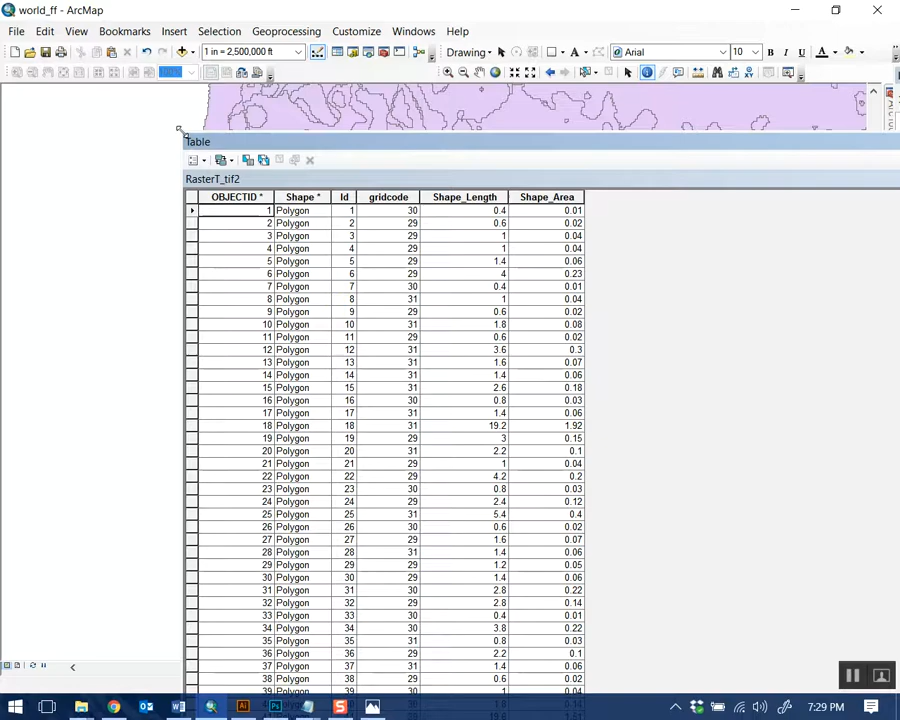 world_ff - ArcMap
File Edit View Bookmarks Insert Selection Geoprocessing Customize Windows Help
1 in = 2,500,000 ft Drawing Arial 10 B I U A
100%
Table
RasterT_tif2
OBJECTID * Shape * Id gridcode Shape_Length Shape_Area
1 Polygon 1 30 0.4 0.01
2 Polygon 2 29 0.6 0.02
3 Polygon 3 29 1 0.04
4 Polygon 4 29 1 0.04
5 Polygon 5 29 1.4 0.06
6 Polygon 6 29 4 0.23
7 Polygon 7 30 0.4 0.01
8 Polygon 8 31 1 0.04
9 Polygon 9 29 0.6 0.02
10 Polygon 10 31 1.8 0.08
11 Polygon 11 29 0.6 0.02
12 Polygon 12 31 3.6 0.3
13 Polygon 13 31 1.6 0.07
14 Polygon 14 31 1.4 0.06
15 Polygon 15 31 2.6 0.18
16 Polygon 16 30 0.8 0.03
17 Polygon 17 31 1.4 0.06
18 Polygon 18 31 19.2 1.92
19 Polygon 19 29 3 0.15
20 Polygon 20 31 2.2 0.1
21 Polygon 21 29 1 0.04
22 Polygon 22 29 4.2 0.2
23 Polygon 23 30 0.8 0.03
24 Polygon 24 29 2.4 0.12
25 Polygon 25 31 5.4 0.4
26 Polygon 26 30 0.6 0.02
27 Polygon 27 29 1.6 0.07
28 Polygon 28 31 1.4 0.06
29 Polygon 29 29 1.2 0.05
30 Polygon 30 29 1.4 0.06
31 Polygon 31 30 2.8 0.22
32 Polygon 32 29 2.8 0.14
33 Polygon 33 30 0.4 0.01
34 Polygon 34 30 3.8 0.22
35 Polygon 35 31 0.8 0.03
36 Polygon 36 29 2.2 0.1
37 Polygon 37 31 1.4 0.06
38 Polygon 38 29 0.6 0.02
39 Polygon 39 30 1 0.04
7:29 PM